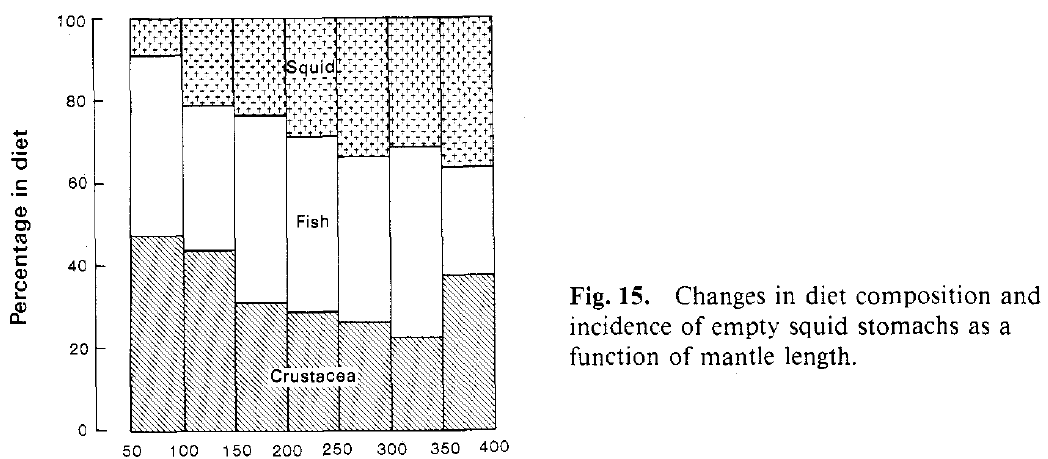 Percentage in diet
100
80
60
40
20
0
Squid
Fish
Crustacea
50 100 150 200 250 300 350 400
Fig. 15. Changes in diet composition and
incidence of empty squid stomachs as a
function of mantle length.